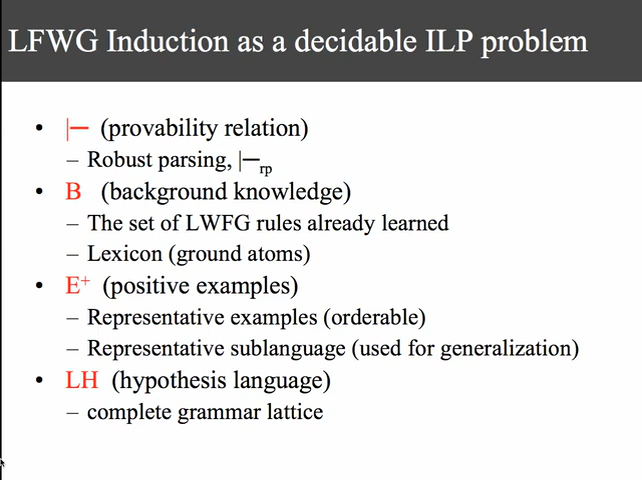 LFWG Induction as a decidable ILP problem
• |— (provability relation)
– Robust parsing, |—rp
• B (background knowledge)
– The set of LWFG rules already learned
– Lexicon (ground atoms)
• E+ (positive examples)
– Representative examples (orderable)
– Representative sublanguage (used for generalization)
• LH (hypothesis language)
– complete grammar lattice